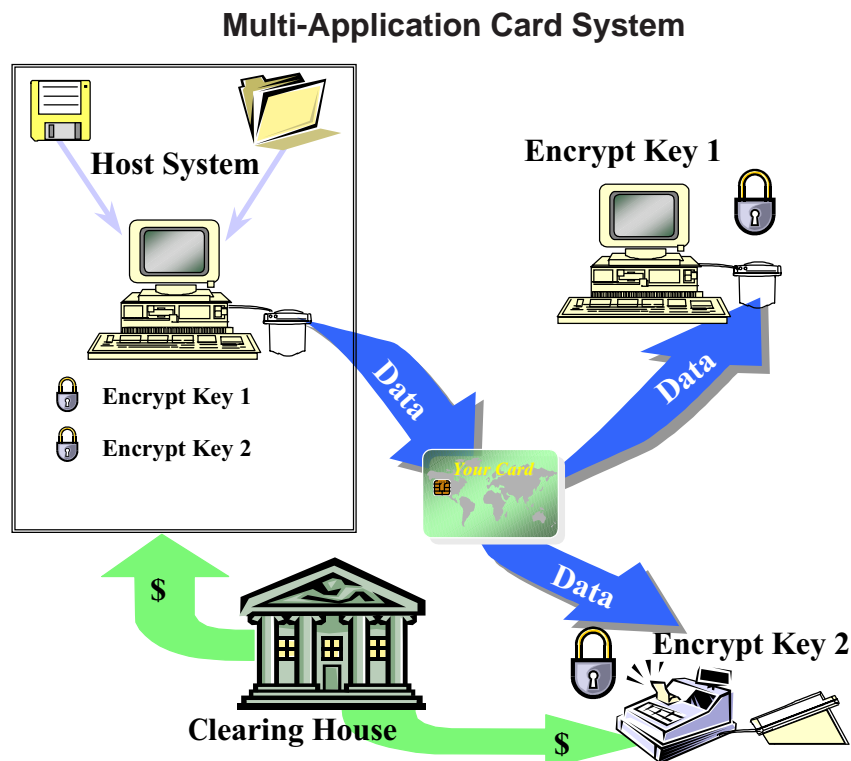 Multi-Application Card System
Host System
Encrypt Key 1
Encrypt Key 1
Encrypt Key 2
Data
Data
Your Card
Data
$
Encrypt Key 2
Clearing House
$